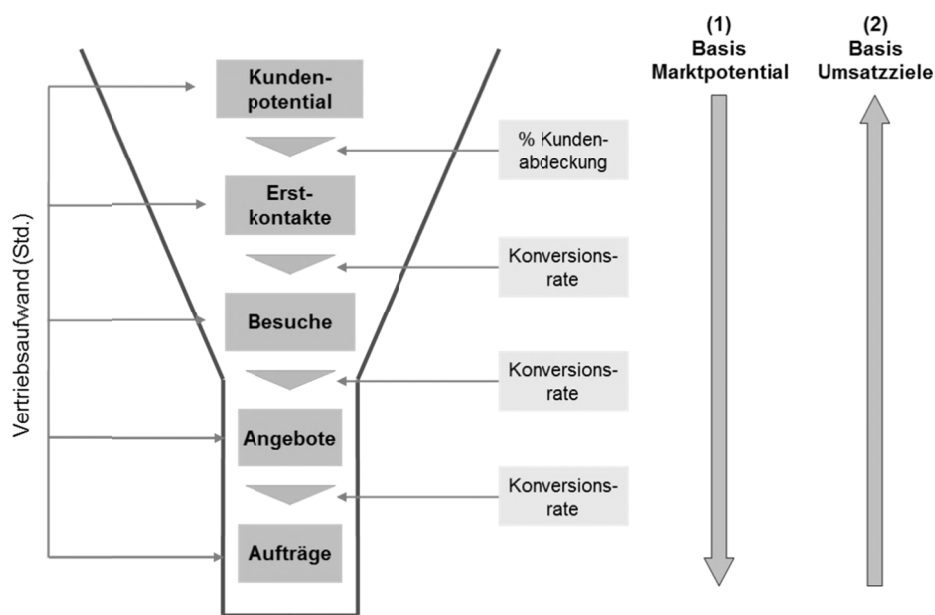 (1)
Basis
Marktpotential
(2)
Basis
Umsatzziele
Kunden-
potential
% Kunden-
abdeckung
Erst-
kontakte
Konversions-
rate
Besuche
Konversions-
rate
Angebote
Konversions-
rate
Aufträge
Vertriebsaufwand (Std.)